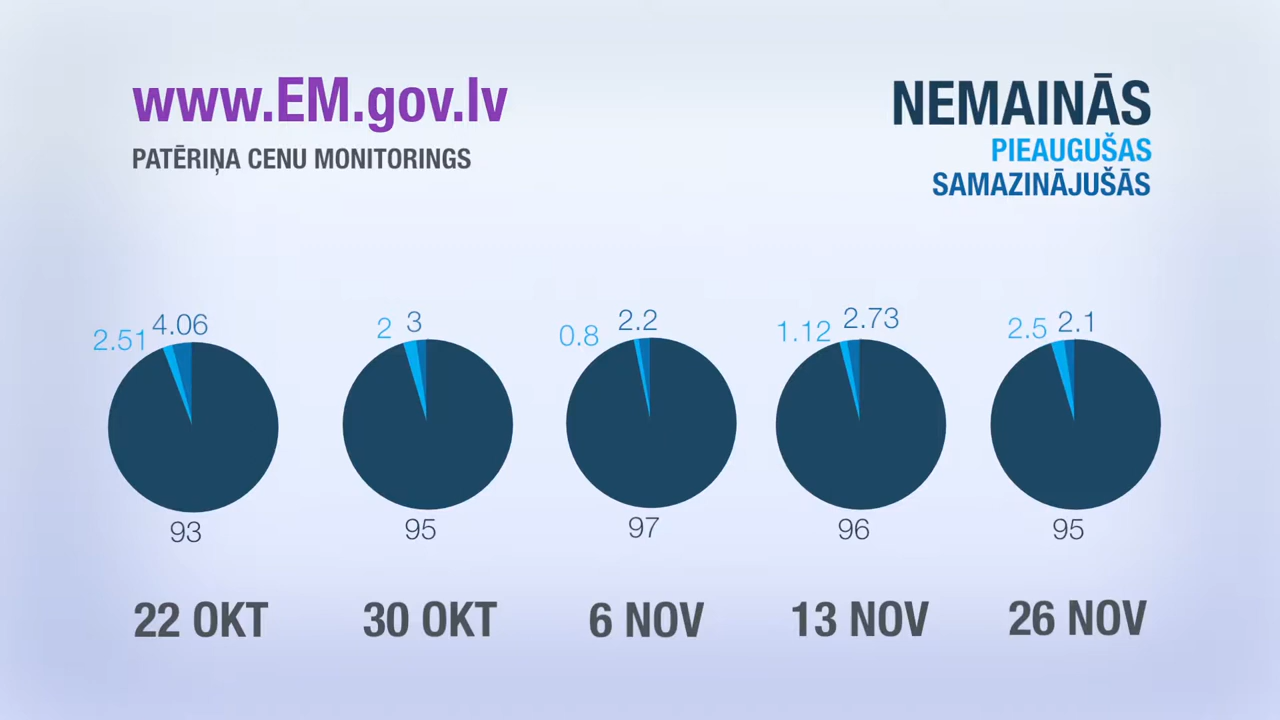 www.EM.gov.lv
PATĒRIŅA CENU MONITORINGS
NEMAINĀS
PIEAUGUŠAS
SAMAZINĀJUŠĀS
2.51 4.06
93
22 OKT
2 3
95
30 OKT
0.8 2.2
97
6 NOV
1.12 2.73
96
13 NOV
2.5 2.1
95
26 NOV